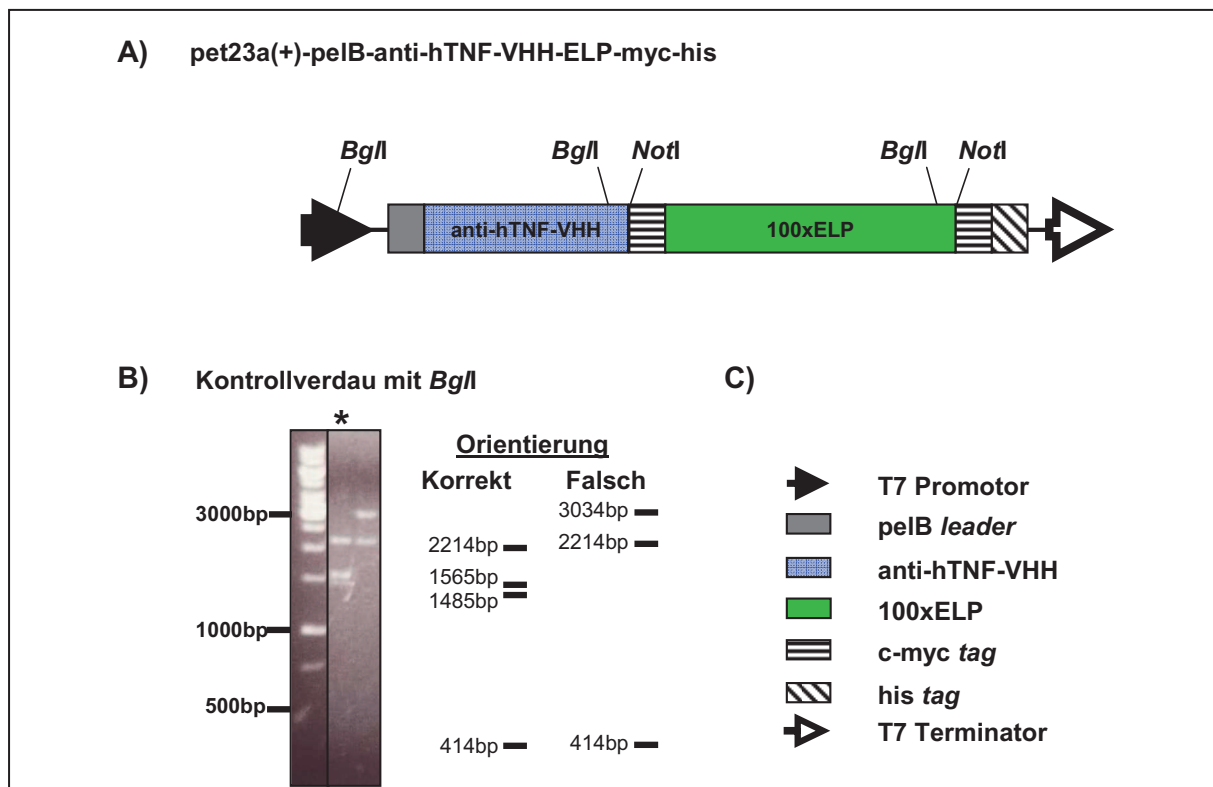 A) pet23a(+)-pelB-anti-hTNF-VHH-ELP-myc-his
BglI BglI NotI BglI NotI
anti-hTNF-VHH 100xELP
B) Kontrollverdau mit BglI
*
Orientierung
Korrekt Falsch
3000bp
3034bp
2214bp 2214bp
1565bp
1485bp
1000bp
500bp
414bp 414bp
C)
T7 Promotor
pelB leader
anti-hTNF-VHH
100xELP
c-myc tag
his tag
T7 Terminator